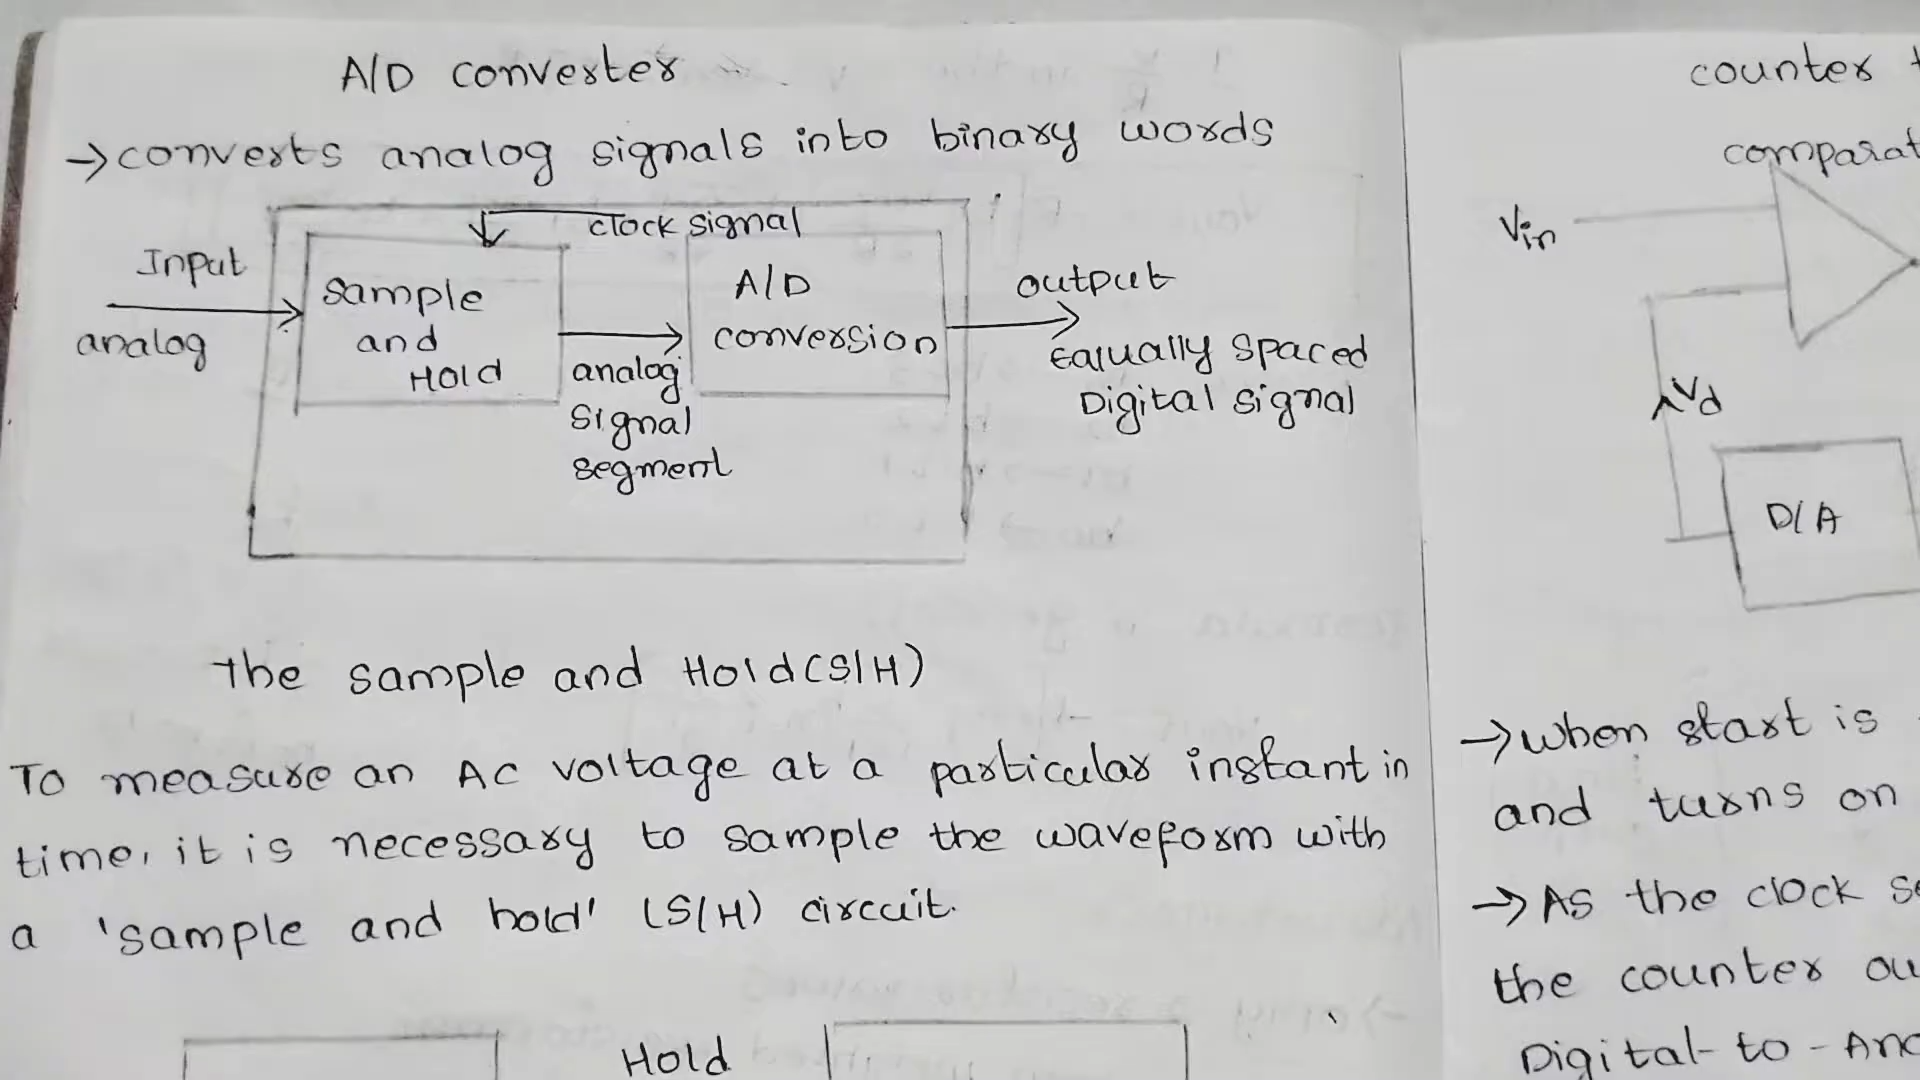 A/D converter
→ converts analog signals into binary words
clock signal
Input
analog
sample
and
Hold
analog
signal
segment
A/D
conversion
output
Equally spaced
Digital signal
The sample and Hold (S/H)
To measure an AC voltage at a particular instant in
time, it is necessary to sample the waveform with
a 'sample and hold' (S/H) circuit.
Hold
counter
Vin
Vd
D/A
→ when start is
and turns on
→ As the clock
the counter
Digital-to-